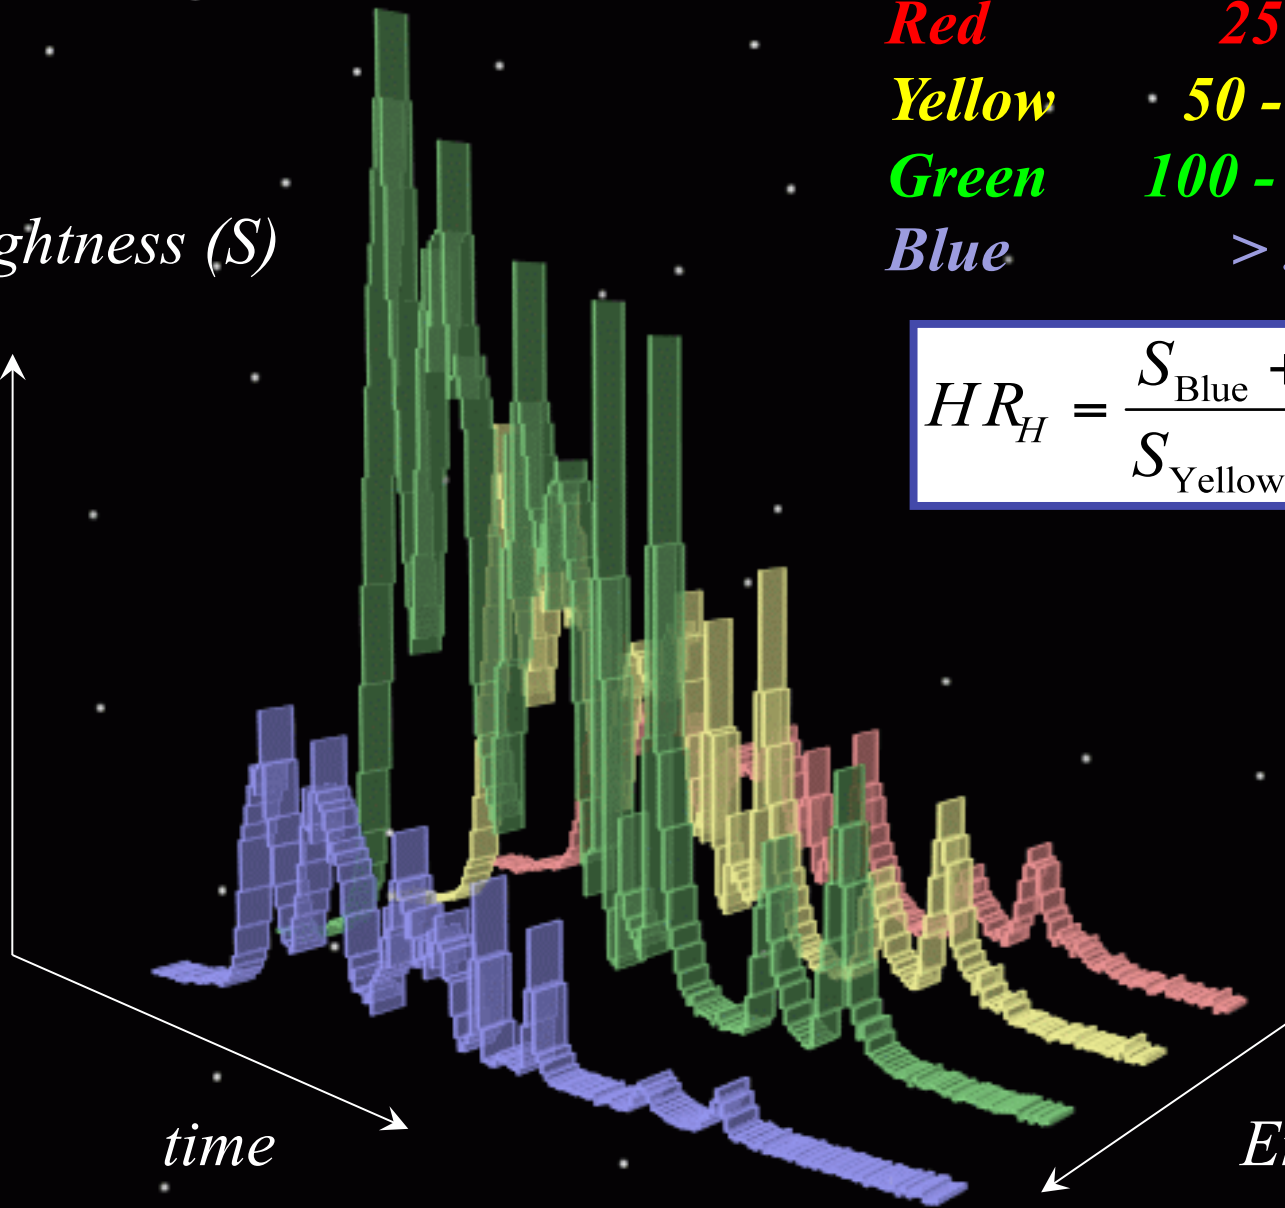 Red 25
Yellow 50 -
Green 100 -
ghtness (S)
Blue >
HR_H = S_Blue +
S_Yellow
time
E